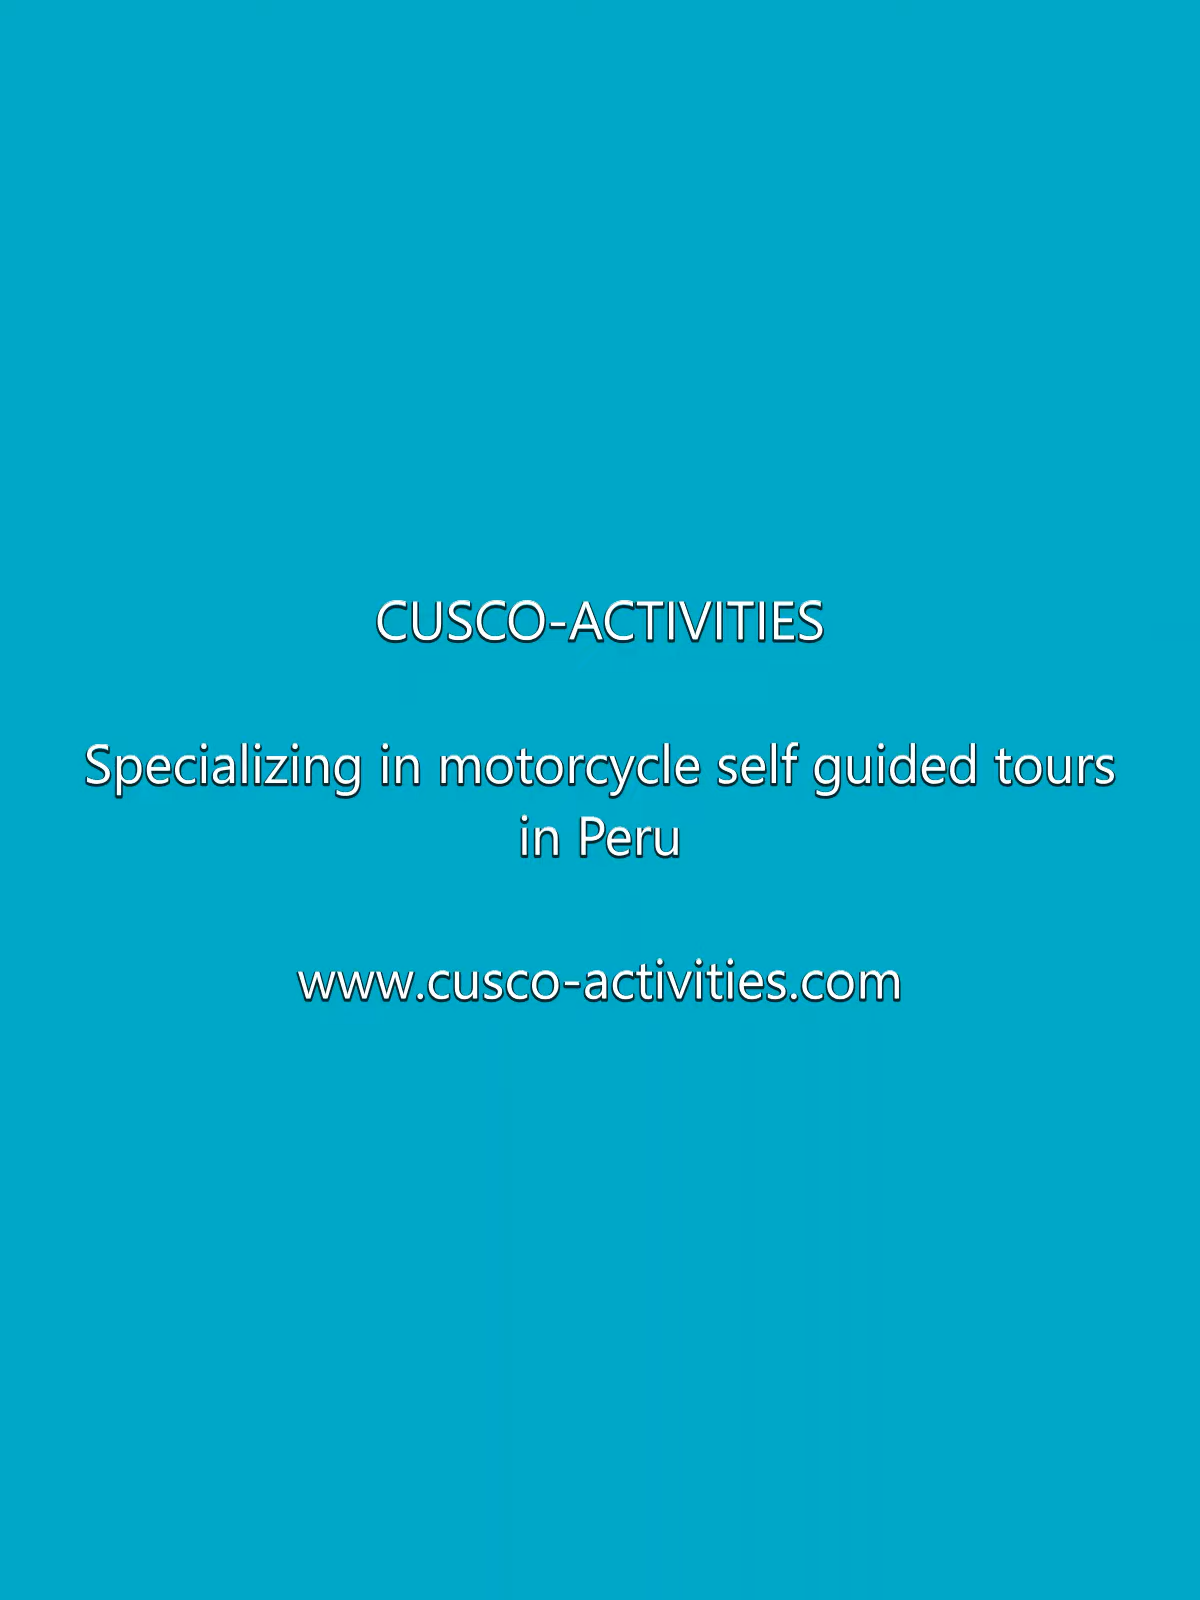 CUSCO-ACTIVITIES
Specializing in motorcycle self guided tours
in Peru
www.cusco-activities.com